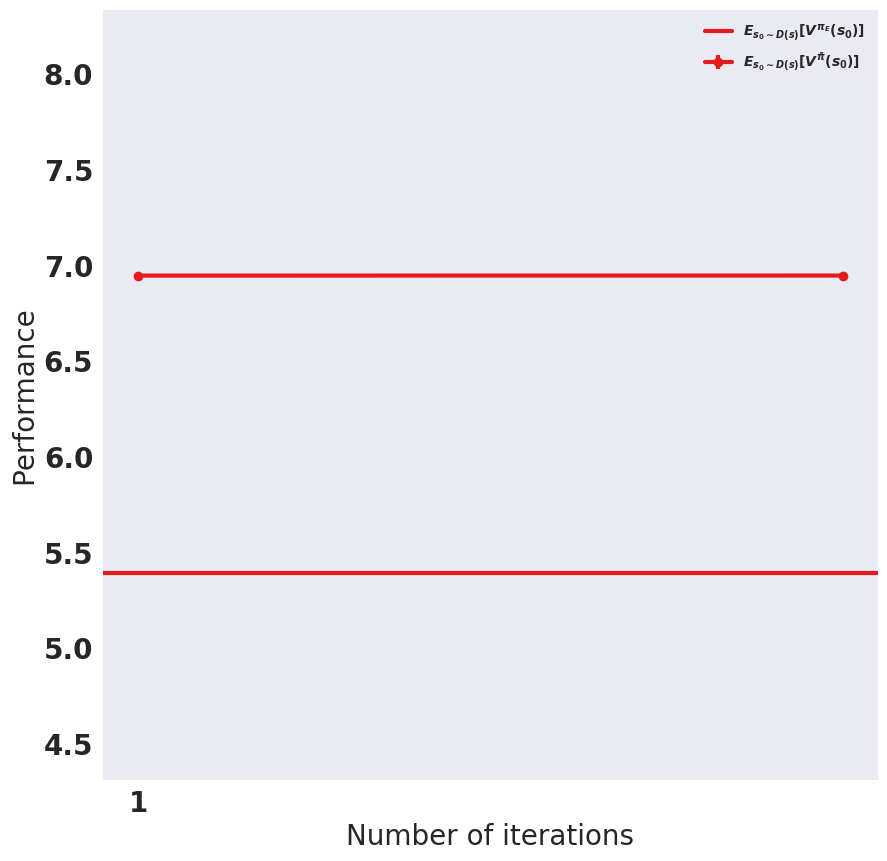 E_{s_0∼D(s)}[V^{π_E}(s_0)]
E_{s_0∼D(s)}[V^{π̃}(s_0)]
8.0
7.5
7.0
6.5
6.0
5.5
5.0
4.5
Performance
1
Number of iterations